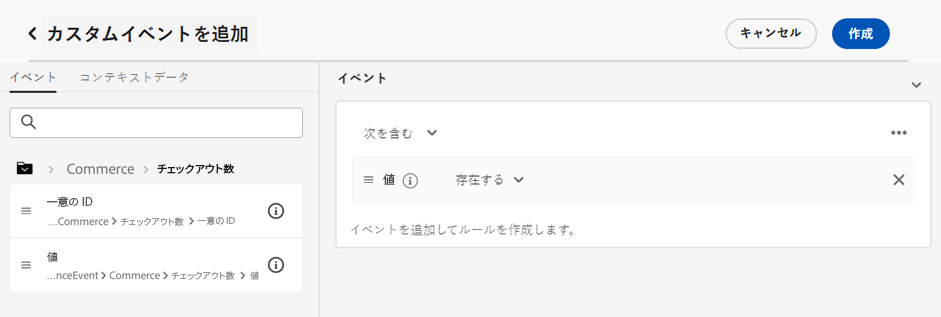 カスタムイベントを追加
キャンセル
作成
イベント
コンテキストデータ
Commerce
チェックアウト数
一意の ID
...Commerce チェックアウト数 一意の ID
値
...nceEvent Commerce チェックアウト数 値
イベント
次を含む
値
存在する
イベントを追加してルールを作成します。